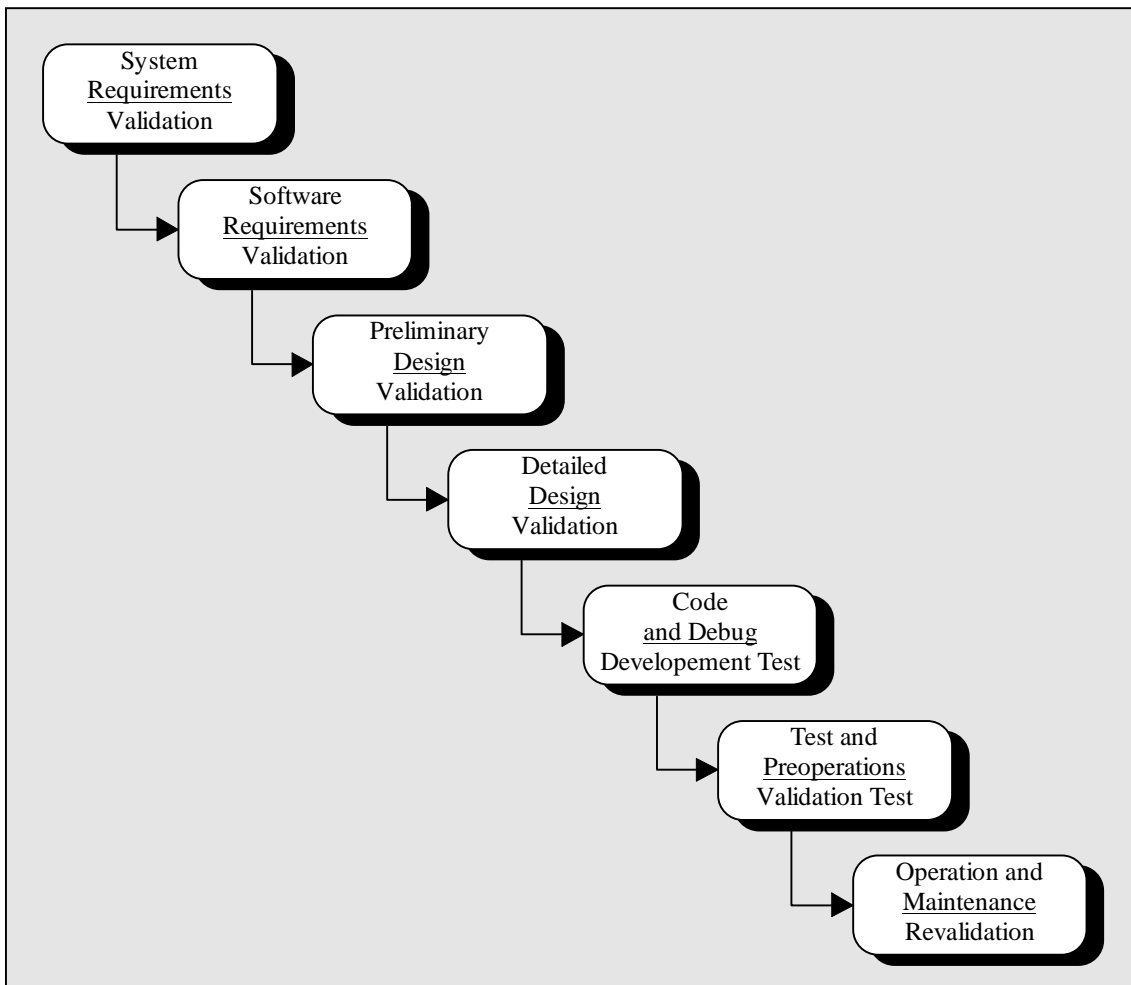 System
Requirements
Validation
Software
Requirements
Validation
Preliminary
Design
Validation
Detailed
Design
Validation
Code
and Debug
Developement Test
Test and
Preoperations
Validation Test
Operation and
Maintenance
Revalidation